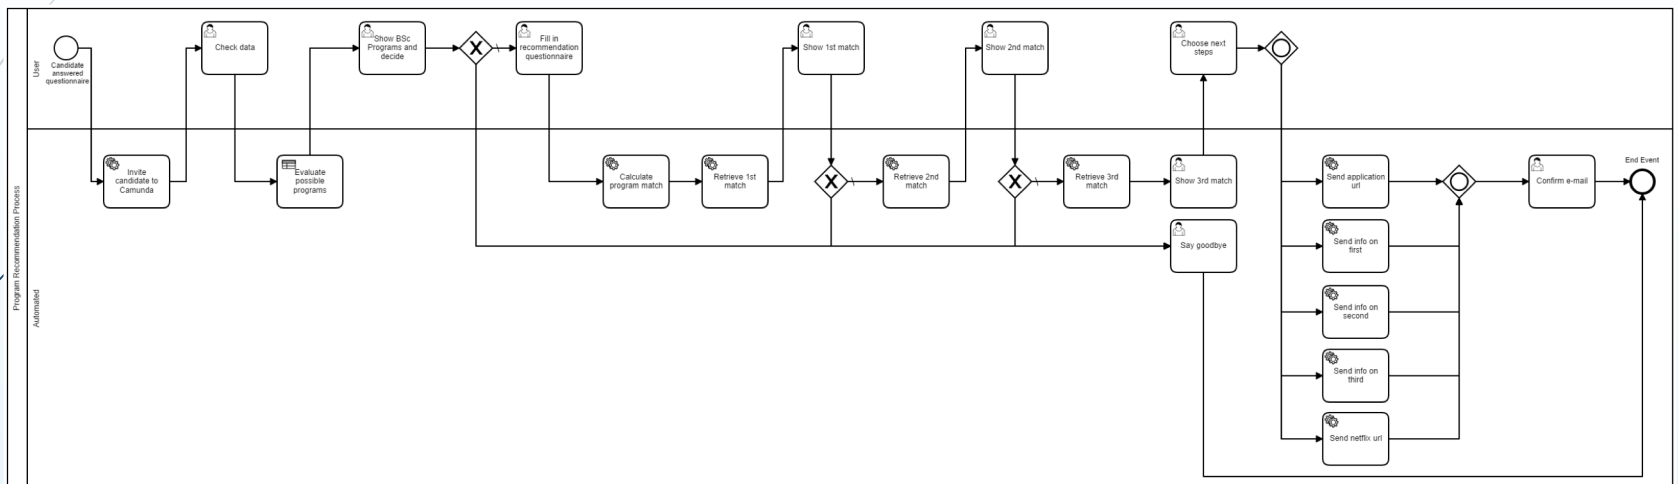 Program Recommendation Process
User
Automated
Candidate
answered
questionnaire
Invite
candidate to
Camunda
Check data
Evaluate
possible
programs
Show BSc
Programs and
decide
Fill in
recommendation
questionnaire
Calculate
program match
Retrieve 1st
match
Show 1st match
Retrieve 2nd
match
Show 2nd match
Retrieve 3rd
match
Show 3rd match
Say goodbye
Choose next
steps
Send application
url
Send info on
first
Send info on
second
Send info on
third
Send netflix url
Confirm e-mail
End Event